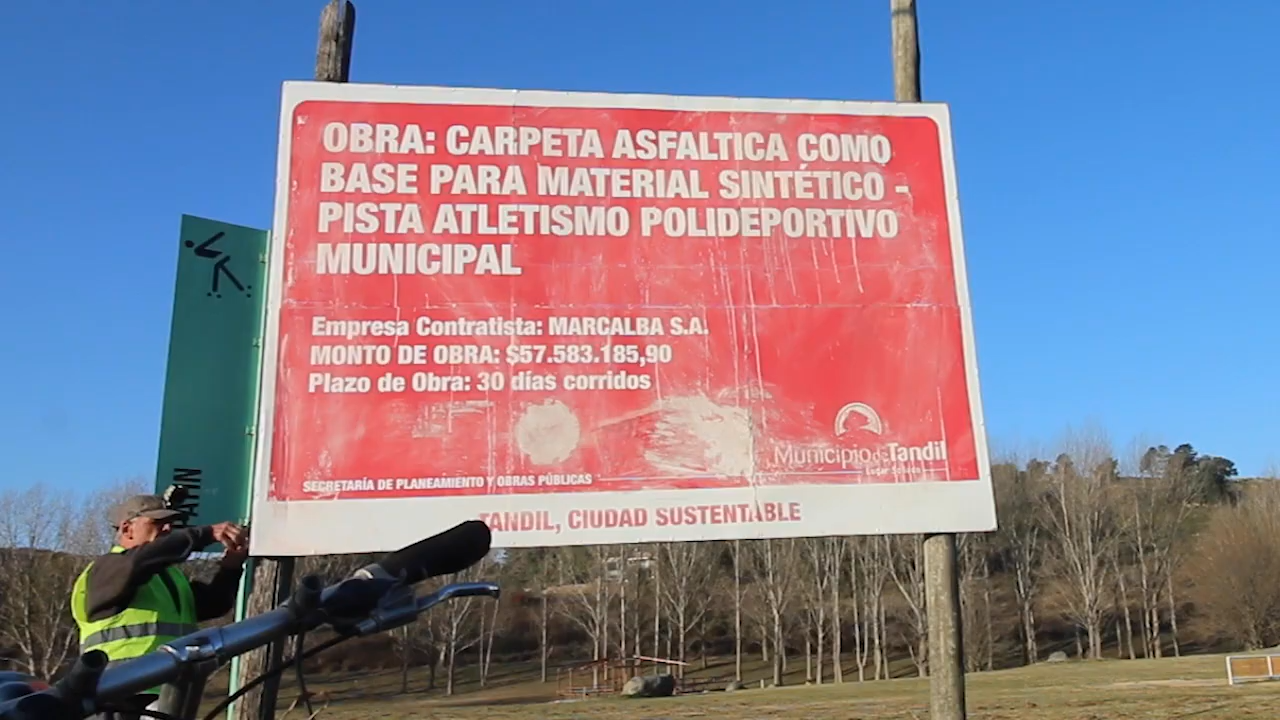 OBRA: CARPETA ASFALTICA COMO
BASE PARA MATERIAL SINTÉTICO -
PISTA ATLETISMO POLIDEPORTIVO
MUNICIPAL
Empresa Contratista: MARCALBA S.A.
MONTO DE OBRA: $57.583.185,90
Plazo de Obra: 30 días corridos
Municipio de Tandil
Lugar Soñado
SECRETARÍA DE PLANEAMIENTO Y OBRAS PÚBLICAS
TANDIL, CIUDAD SUSTENTABLE